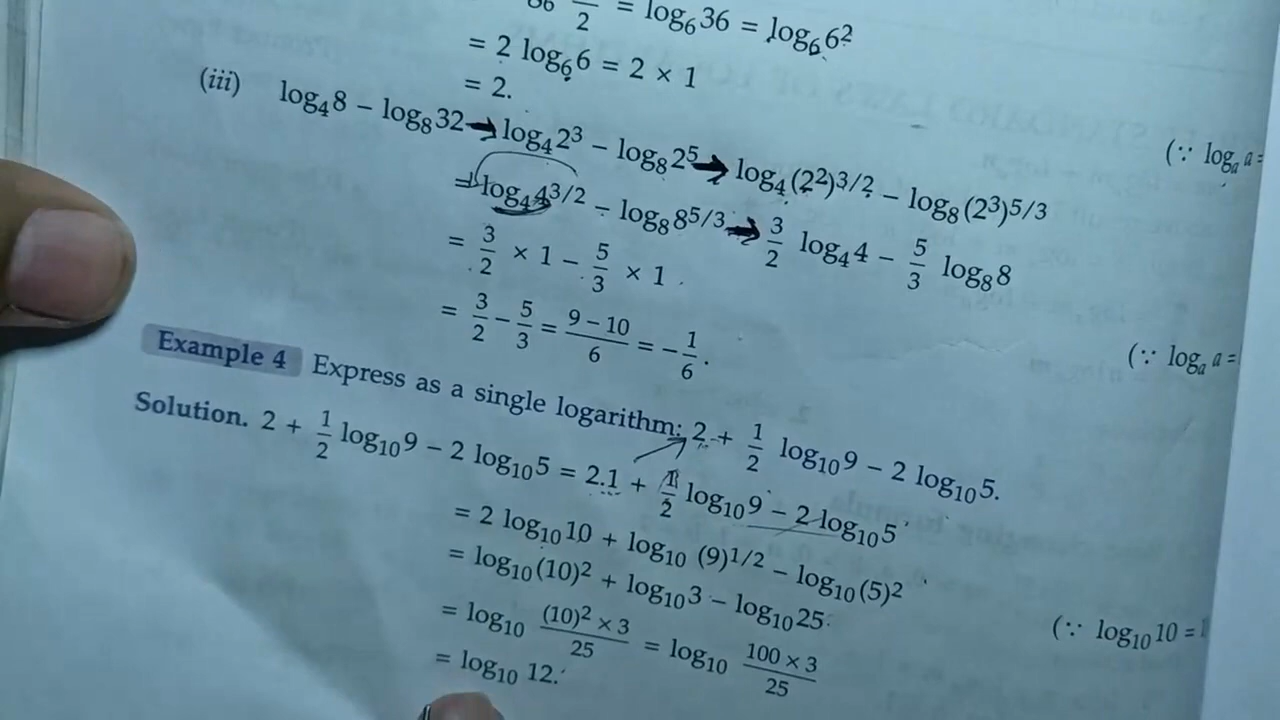 36/2 = log₆36 = log₆6²
= 2 log₆6 = 2 × 1
= 2.
(iii) log₄8 – log₈32 → log₄2³ – log₈2⁵ → log₄(2²)^3/2 – log₈(2³)^5/3
(∵ logₐ a =
= log₄4^3/2 – log₈8^5/3 → 3/2 log₄4 – 5/3 log₈8
= 3/2 × 1 – 5/3 × 1
(∵ logₐ a =
= 3/2 – 5/3 = (9 – 10)/6 = – 1/6.
Example 4 Express as a single logarithm: 2 + 1/2 log₁₀9 – 2 log₁₀5.
Solution. 2 + 1/2 log₁₀9 – 2 log₁₀5 = 2.1 + 1/2 log₁₀9 – 2 log₁₀5
= 2 log₁₀10 + log₁₀ (9)^1/2 – log₁₀(5)²
(∵ log₁₀10 = 1
= log₁₀(10)² + log₁₀3 – log₁₀25
= log₁₀ ((10)² × 3)/25 = log₁₀ (100 × 3)/25
= log₁₀ 12.